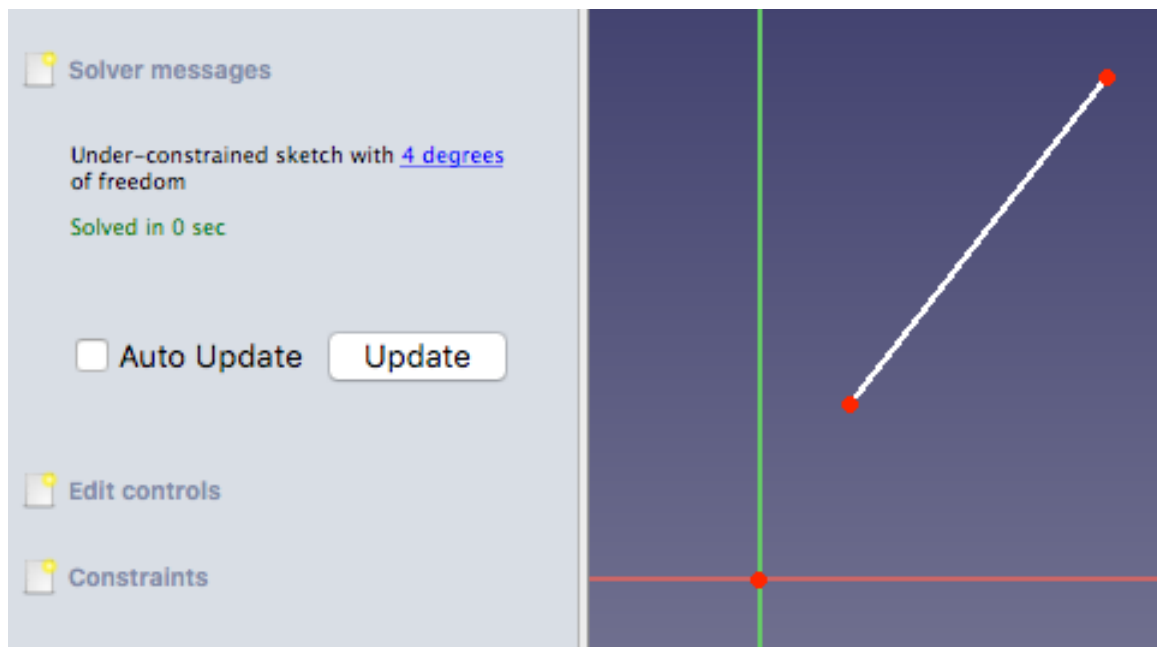 Solver messages
Under-constrained sketch with 4 degrees
of freedom
Solved in 0 sec
Auto Update Update
Edit controls
Constraints